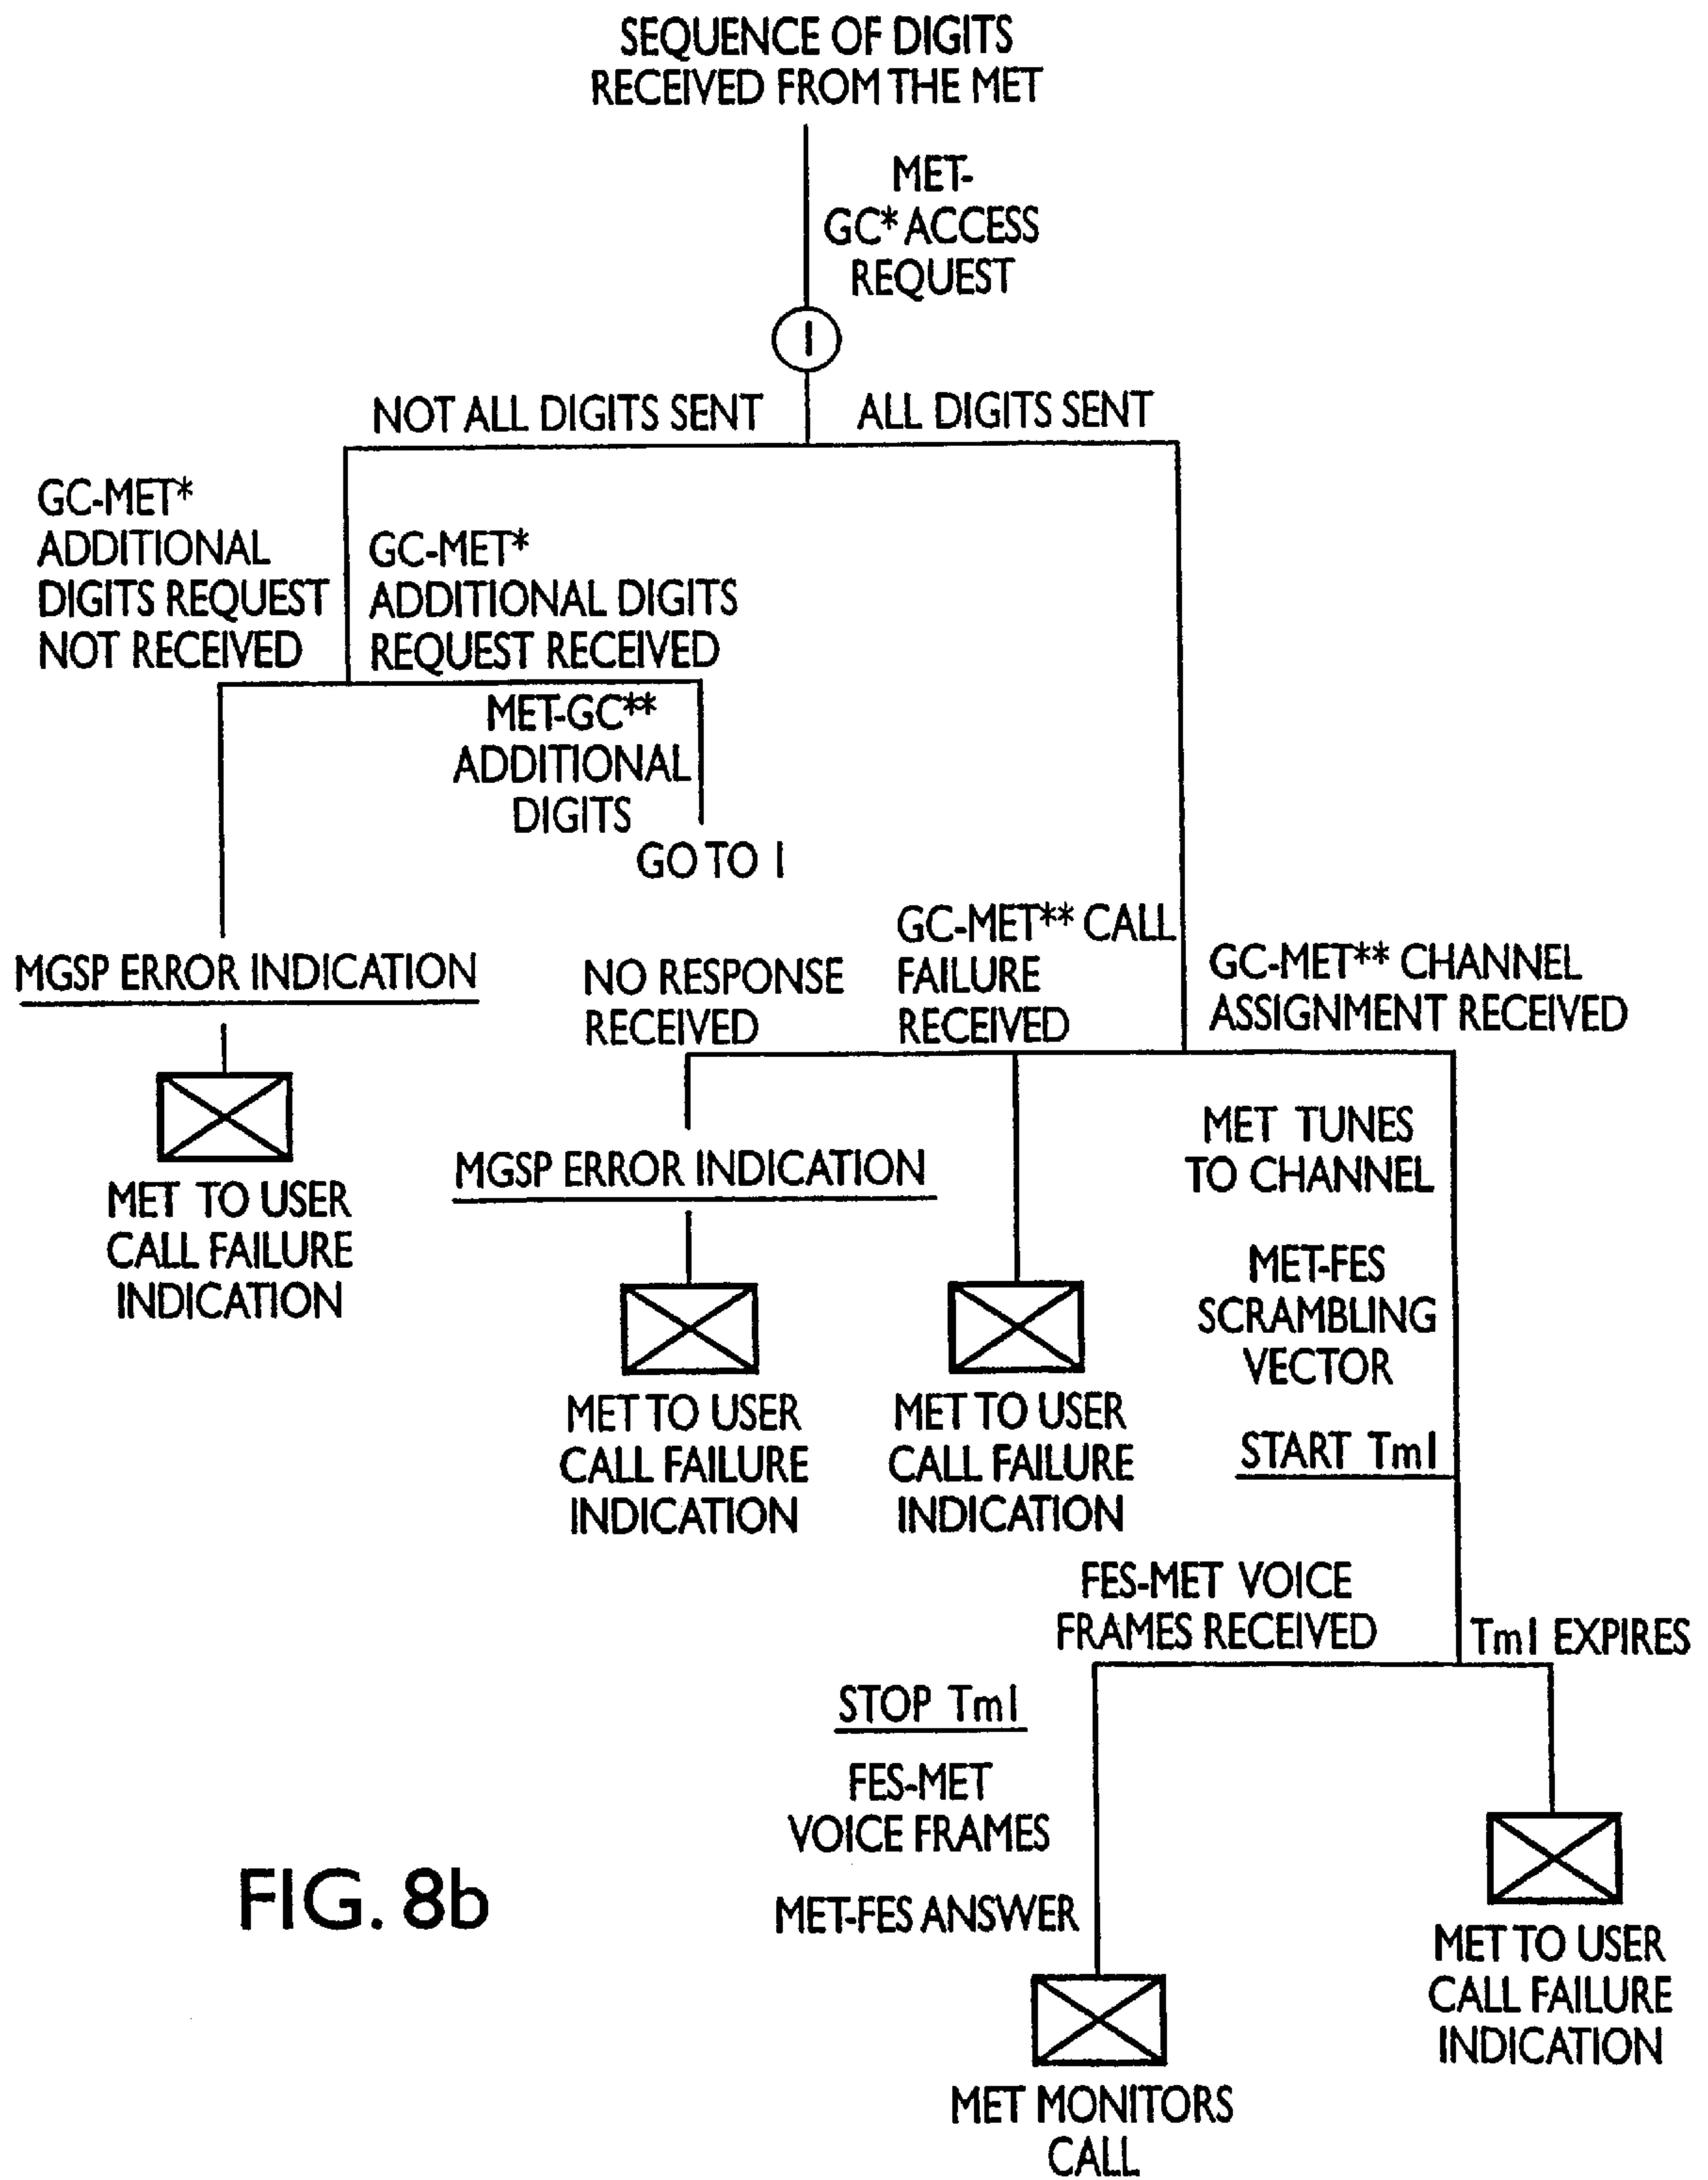 SEQUENCE OF DIGITS
RECEIVED FROM THE MET
MET-
GC* ACCESS
REQUEST
1
NOT ALL DIGITS SENT
ALL DIGITS SENT
GC-MET*
ADDITIONAL
DIGITS REQUEST
NOT RECEIVED
GC-MET*
ADDITIONAL DIGITS
REQUEST RECEIVED
MET-GC**
ADDITIONAL
DIGITS
GO TO 1
MGSP ERROR INDICATION
MET TO USER
CALL FAILURE
INDICATION
NO RESPONSE
RECEIVED
GC-MET** CALL
FAILURE
RECEIVED
GC-MET** CHANNEL
ASSIGNMENT RECEIVED
MGSP ERROR INDICATION
MET TO USER
CALL FAILURE
INDICATION
MET TO USER
CALL FAILURE
INDICATION
MET TUNES
TO CHANNEL
MET-FES
SCRAMBLING
VECTOR
START Tm1
FES-MET VOICE
FRAMES RECEIVED
Tm1 EXPIRES
STOP Tm1
FES-MET
VOICE FRAMES
MET-FES ANSWER
MET MONITORS
CALL
MET TO USER
CALL FAILURE
INDICATION
FIG. 8b